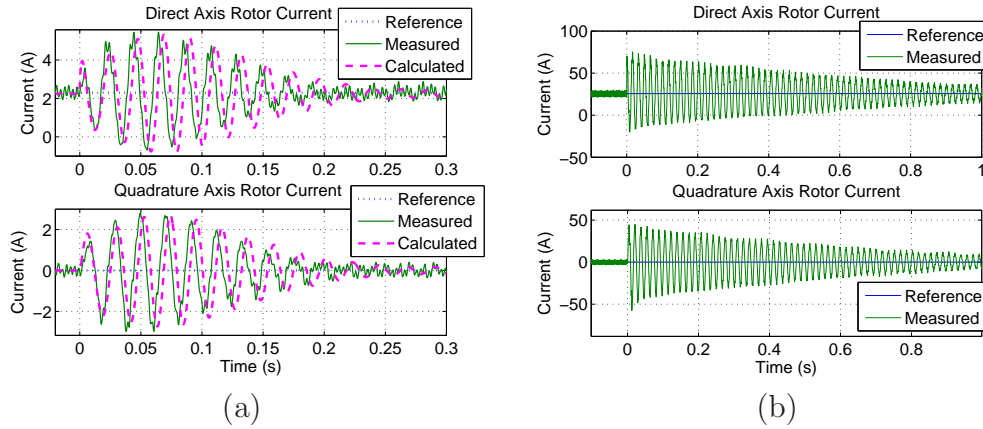 Direct Axis Rotor Current
Reference
Measured
Calculated
Current (A)
4
2
0
0 0.05 0.1 0.15 0.2 0.25 0.3
Quadrature Axis Rotor Current
Reference
Measured
Calculated
Current (A)
2
0
−2
0 0.05 0.1 0.15 0.2 0.25 0.3
Time (s)
(a)
Direct Axis Rotor Current
Reference
Measured
Current (A)
100
50
0
−50
0 0.2 0.4 0.6 0.8 1
Quadrature Axis Rotor Current
Current (A)
50
0
−50
Reference
Measured
0 0.2 0.4 0.6 0.8
Time (s)
(b)